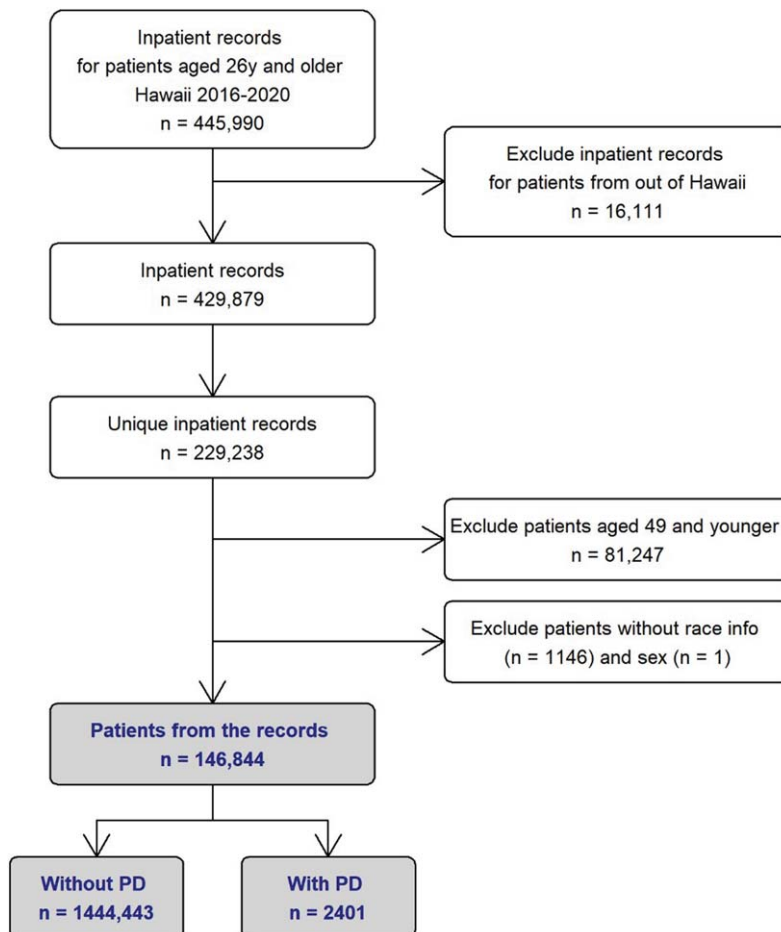 Inpatient records
for patients aged 26y and older
Hawaii 2016-2020
n = 445,990
Exclude inpatient records
for patients from out of Hawaii
n = 16,111
Inpatient records
n = 429,879
Unique inpatient records
n = 229,238
Exclude patients aged 49 and younger
n = 81,247
Exclude patients without race info
(n = 1146) and sex (n = 1)
Patients from the records
n = 146,844
Without PD
n = 1444,443
With PD
n = 2401